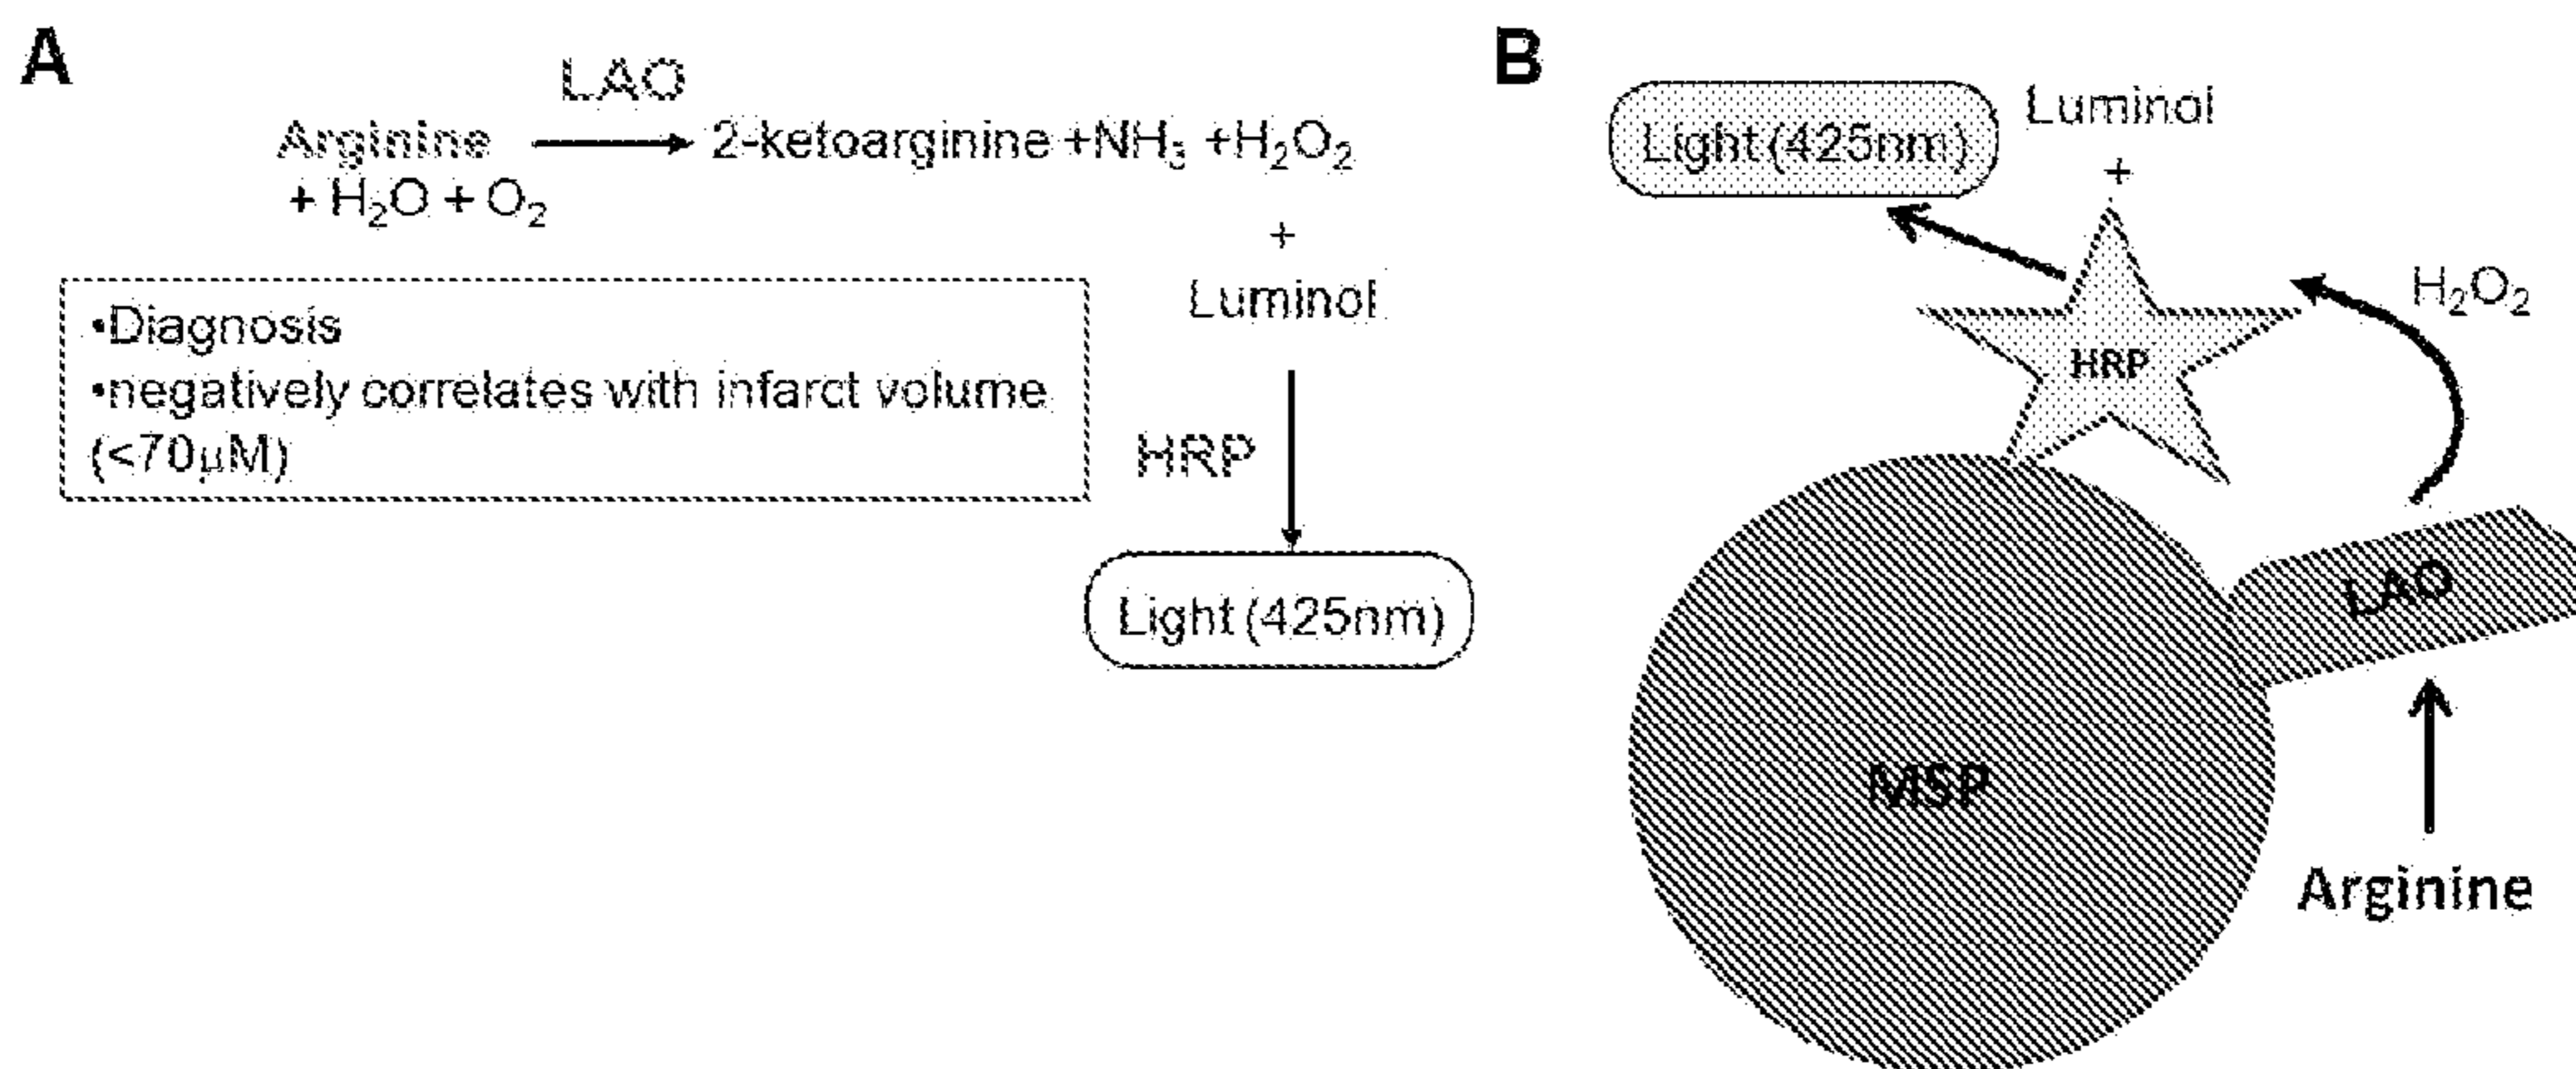 A
LAO
Arginine → 2-ketoarginine +NH₃ +H₂O₂
+ H₂O + O₂
+
Luminol
•Diagnosis
•negatively correlates with infarct volume
(<70µM)
HRP
Light (425nm)
B
Light (425nm)
Luminol
+
HRP
H₂O₂
LAO
MSP
Arginine